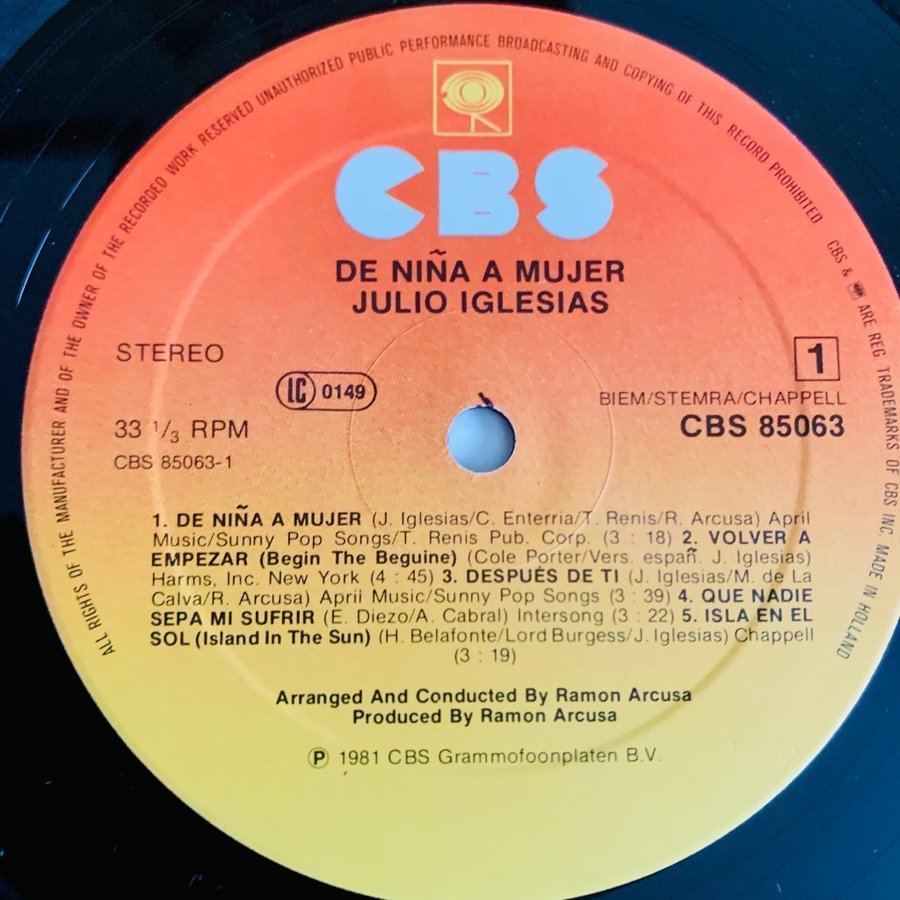 ALL RIGHTS OF THE MANUFACTURER AND OF THE OWNER OF THE RECORDED WORK RESERVED UNAUTHORIZED PUBLIC PERFORMANCE BROADCASTING AND COPYING OF THIS RECORD PROHIBITED
CBS & ARE REG TRADEMARKS OF CBS INC. MADE IN HOLLAND
CBS
DE NIÑA A MUJER
JULIO IGLESIAS
STEREO
1
LC 0149
BIEM/STEMRA/CHAPPELL
33 1/3 RPM
CBS 85063
CBS 85063-1
1. DE NIÑA A MUJER (J. Iglesias/C. Enterria/T. Renis/R. Arcusa) April
Music/Sunny Pop Songs/T. Renis Pub. Corp. (3 : 18) 2. VOLVER A
EMPEZAR (Begin The Beguine) (Cole Porter/Vers. españ. J. Iglesias)
Harms, Inc. New York (4 : 45) 3. DESPUÉS DE TI (J. Iglesias/M. de La
Calva/R. Arcusa) April Music/Sunny Pop Songs (3 : 39) 4. QUE NADIE
SEPA MI SUFRIR (E. Diezo/A. Cabral) Intersong (3 : 22) 5. ISLA EN EL
SOL (Island In The Sun) (H. Belafonte/Lord Burgess/J. Iglesias) Chappell
(3 : 19)
Arranged And Conducted By Ramon Arcusa
Produced By Ramon Arcusa
℗ 1981 CBS Grammofoonplaten B.V.